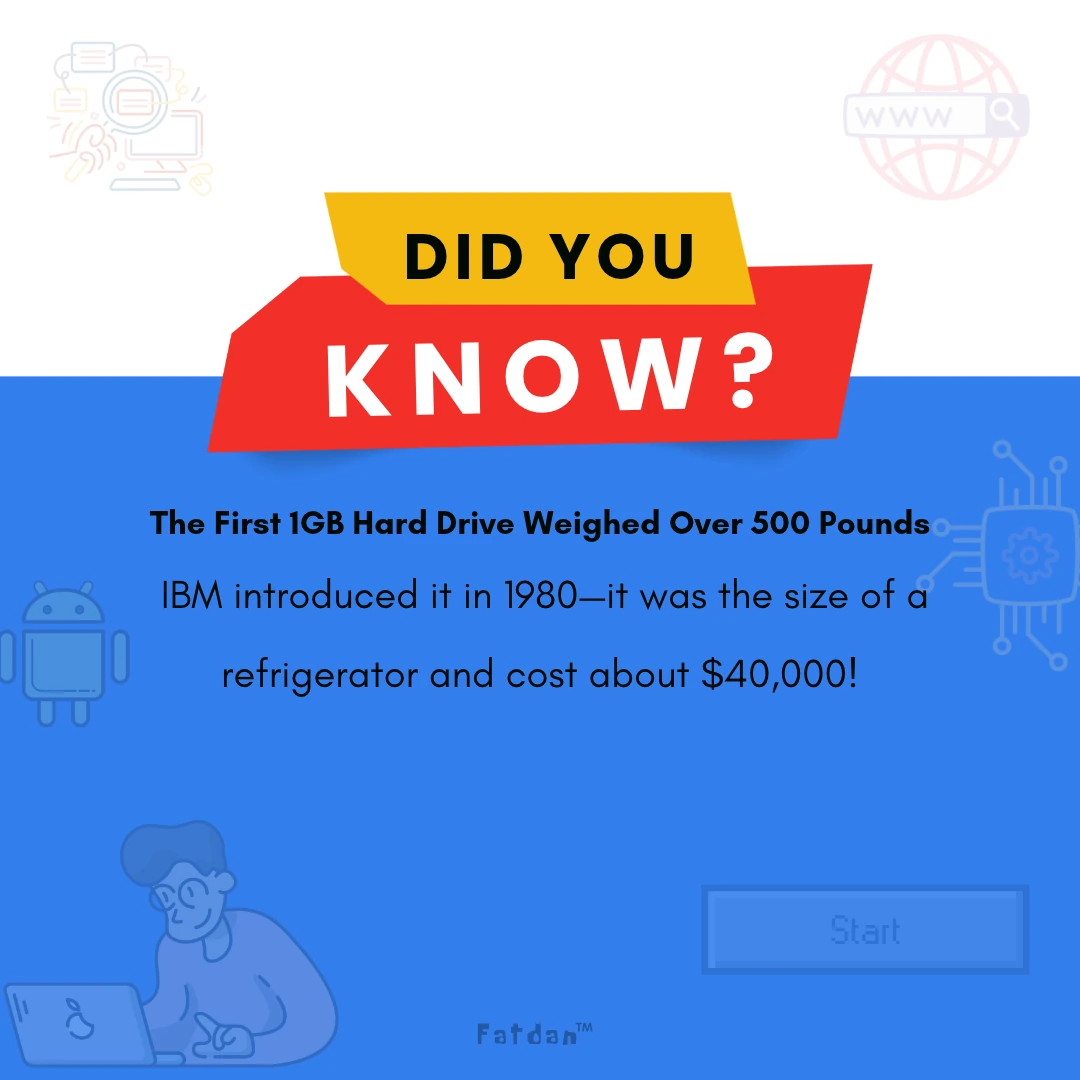 WWW
DID YOU
KNOW?
The First 1GB Hard Drive Weighed Over 500 Pounds
IBM introduced it in 1980—it was the size of a
refrigerator and cost about $40,000!
Start
Fatdan™